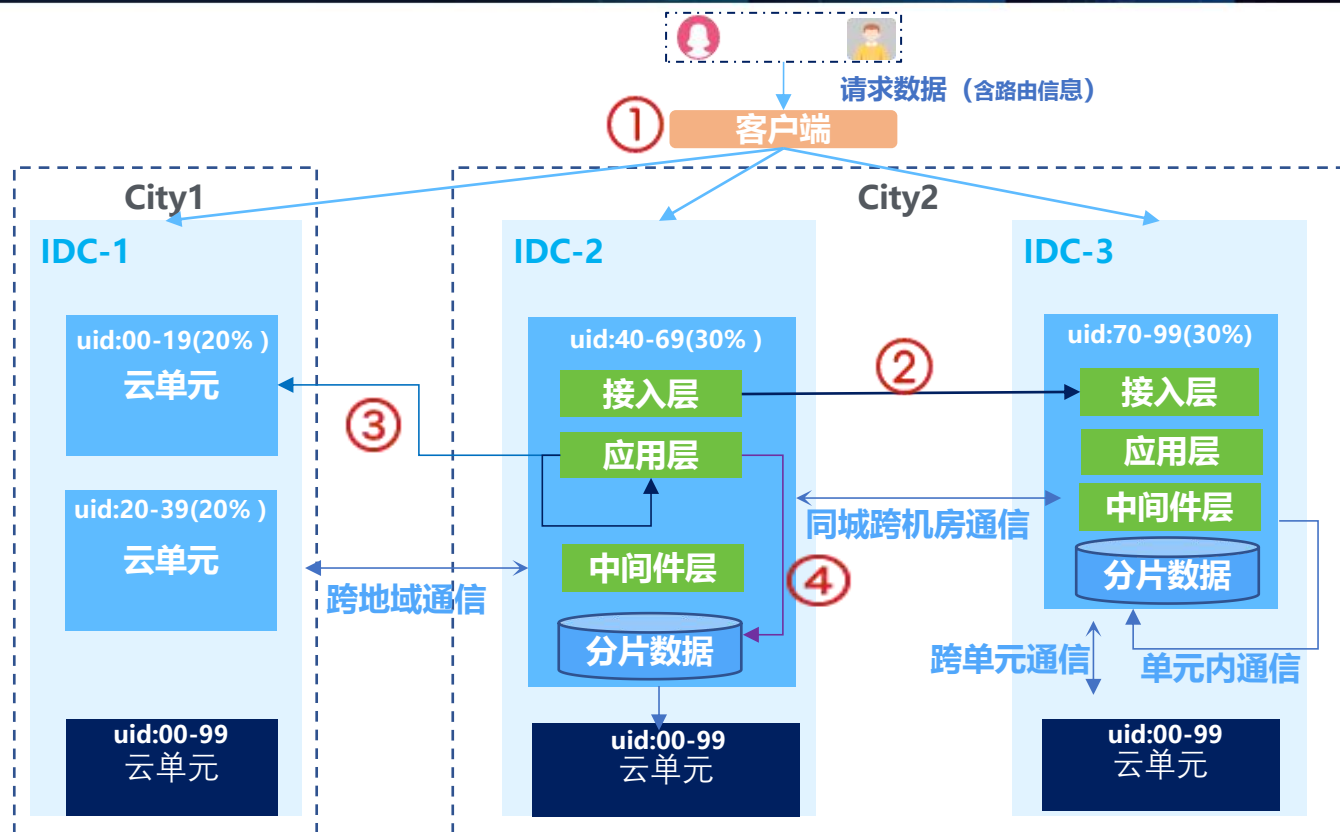 请求数据（含路由信息）
①
客户端
City1
City2
IDC-1
IDC-2
IDC-3
uid:00-19(20% )
云单元
uid:20-39(20% )
云单元
uid:00-99
云单元
③
跨地域通信
uid:40-69(30% )
接入层
应用层
中间件层
分片数据
④
uid:00-99
云单元
②
同城跨机房通信
uid:70-99(30%)
接入层
应用层
中间件层
分片数据
跨单元通信
单元内通信
uid:00-99
云单元